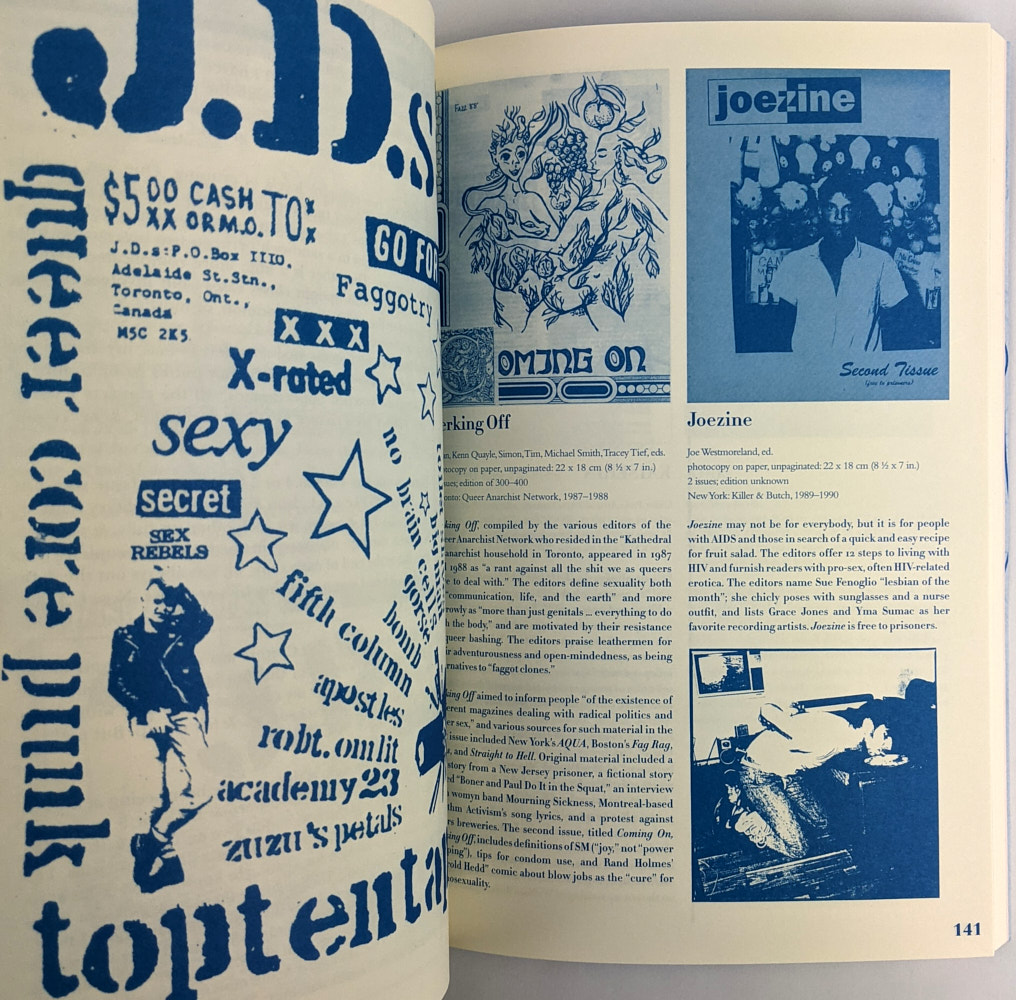 J.D.s
queer core punk
$5 00 CASH TO
XX OR M.O.
J.D.s:P.O.Box 1110,
Adelaide St.Stn.,
Toronto, Ont.,
Canada
M5C 2K5
GO FOR
Faggotry
XXX
X-rated
sexy
secret
SEX
REBELS
no brain cells
gorse
bomb
fifth column
apostles
robt. omlit
academy 23
zuzu's petals
top ten ta
FALL 88
OMING ON
erking Off
n, Kenn Quayle, Simon, Tim, Michael Smith, Tracey Tief, eds.
photocopy on paper, unpaginated: 22 x 18 cm (8 ½ x 7 in.)
issues; edition of 300–400
onto: Queer Anarchist Network, 1987–1988
king Off, compiled by the various editors of the
er Anarchist Network who resided in the “Kathedral
anarchist household in Toronto, appeared in 1987
1988 as “a rant against all the shit we as queers
e to deal with.” The editors define sexuality both
“communication, life, and the earth” and more
rowly as “more than just genitals ... everything to do
h the body,” and are motivated by their resistance
queer bashing. The editors praise leathermen for
ir adventurousness and open-mindedness, as being
rnatives to “faggot clones.”
king Off aimed to inform people “of the existence of
erent magazines dealing with radical politics and
er sex,” and various sources for such material in the
issue included New York's AQUA, Boston's Fag Rag,
s, and Straight to Hell. Original material included a
story from a New Jersey prisoner, a fictional story
ed “Boner and Paul Do It in the Squat,” an interview
womyn band Mourning Sickness, Montreal-based
thm Activism's song lyrics, and a protest against
rs breweries. The second issue, titled Coming On,
king Off, includes definitions of SM (“joy,” not “power
ping”), tips for condom use, and Rand Holmes'
rold Hedd” comic about blow jobs as the “cure” for
osexuality.
joezine
Second Tissue
(free to prisoners)
Joezine
Joe Westmoreland, ed.
photocopy on paper, unpaginated: 22 x 18 cm (8 ½ x 7 in.)
2 issues; edition unknown
New York: Killer & Butch, 1989–1990
Joezine may not be for everybody, but it is for people
with AIDS and those in search of a quick and easy recipe
for fruit salad. The editors offer 12 steps to living with
HIV and furnish readers with pro-sex, often HIV-related
erotica. The editors name Sue Fenoglio “lesbian of the
month”; she chicly poses with sunglasses and a nurse
outfit, and lists Grace Jones and Yma Sumac as her
favorite recording artists. Joezine is free to prisoners.
141